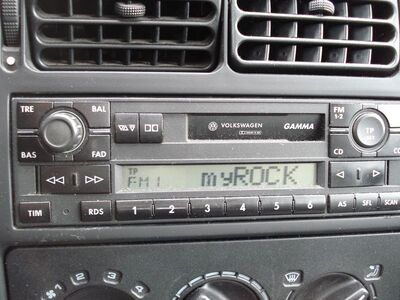 TRE BAL
FM
1-2
VOLKSWAGEN GAMMA
TP
BAS FAD
CD
TP
FM1 myROCK
TIM RDS 1 2 3 4 5 6 AS SFL SCAN